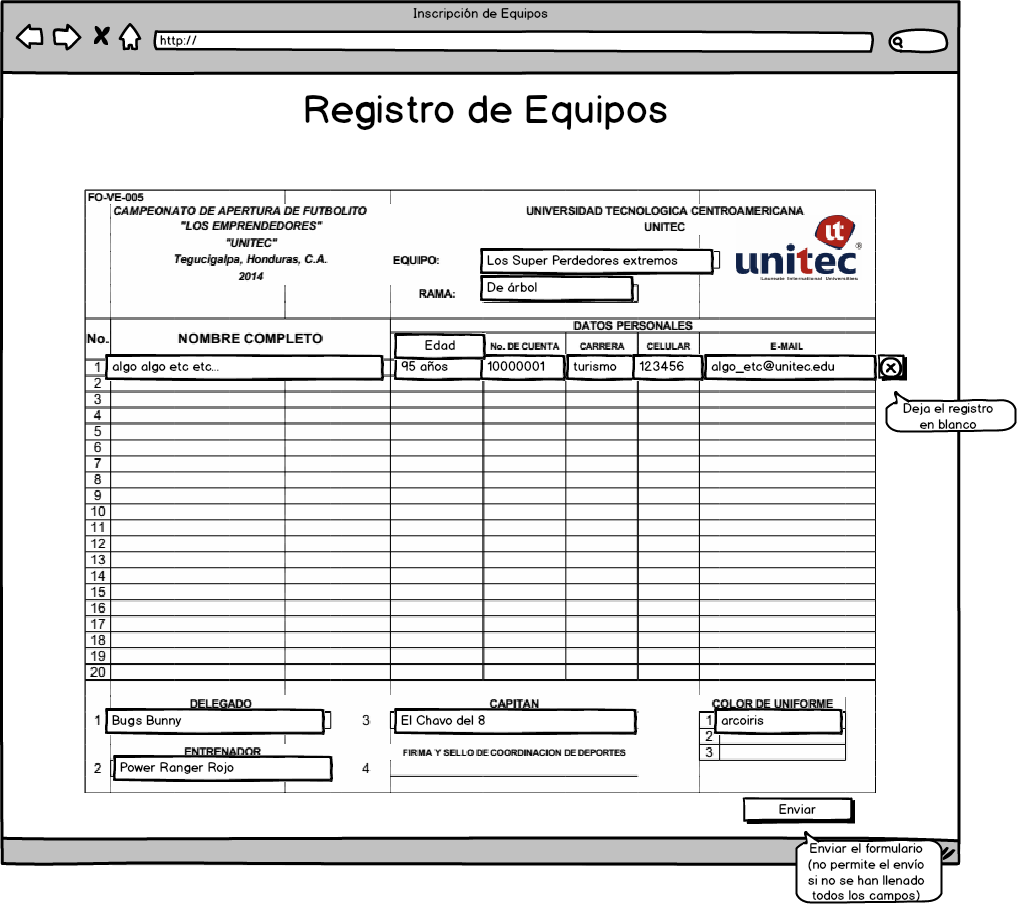 Inscripción de Equipos
http://
Registro de Equipos
FO-VE-005
CAMPEONATO DE APERTURA DE FUTBOLITO
"LOS EMPRENDEDORES"
"UNITEC"
Tegucigalpa, Honduras, C.A.
2014
UNIVERSIDAD TECNOLOGICA CENTROAMERICANA
UNITEC
EQUIPO: Los Super Perdedores extremos
RAMA: De árbol
ut
unitec®
Laureate International Universities
DATOS PERSONALES
No. NOMBRE COMPLETO Edad No. DE CUENTA CARRERA CELULAR E-MAIL
1 algo algo etc etc... 95 años 10000001 turismo 123456 algo_etc@unitec.edu
2
3
Deja el registro
en blanco
4
5
6
7
8
9
10
11
12
13
14
15
16
17
18
19
20
DELEGADO CAPITAN COLOR DE UNIFORME
1 Bugs Bunny 3 El Chavo del 8 1 arcoiris
2
ENTRENADOR FIRMA Y SELLO DE COORDINACION DE DEPORTES 3
2 Power Ranger Rojo 4
Enviar
Enviar el formulario
(no permite el envío
si no se han llenado
todos los campos)